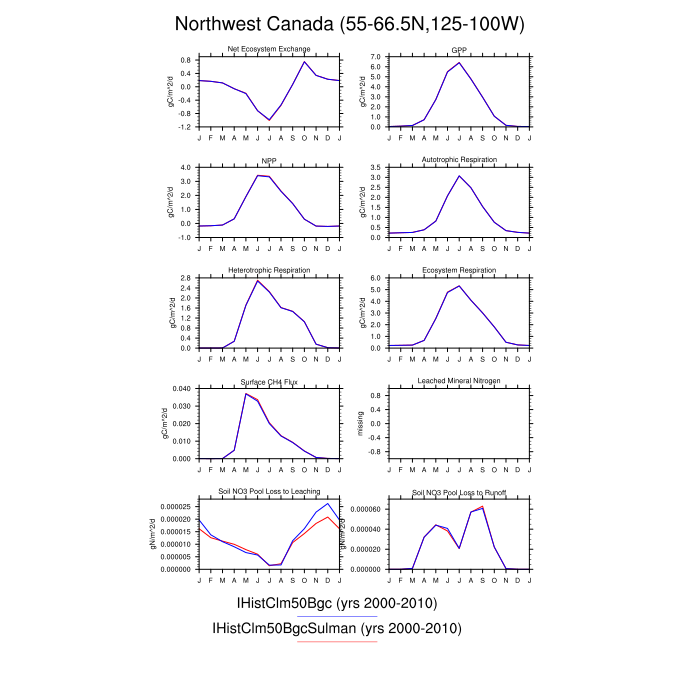 Northwest Canada (55-66.5N,125-100W)
Net Ecosystem Exchange
GPP
gC/m^2/d
0.8
0.4
0.0
-0.4
-0.8
-1.2
J F M A M J J A S O N D J
gC/m^2/d
7.0
6.0
5.0
4.0
3.0
2.0
1.0
0.0
J F M A M J J A S O N D J
NPP
Autotrophic Respiration
gC/m^2/d
4.0
3.0
2.0
1.0
0.0
-1.0
J F M A M J J A S O N D J
gC/m^2/d
3.5
3.0
2.5
2.0
1.5
1.0
0.5
0.0
J F M A M J J A S O N D J
Heterotrophic Respiration
Ecosystem Respiration
gC/m^2/d
2.8
2.4
2.0
1.6
1.2
0.8
0.4
0.0
J F M A M J J A S O N D J
gC/m^2/d
6.0
5.0
4.0
3.0
2.0
1.0
0.0
J F M A M J J A S O N D J
Surface CH4 Flux
Leached Mineral Nitrogen
gC/m^2/d
0.040
0.030
0.020
0.010
0.000
J F M A M J J A S O N D J
missing
0.8
0.4
0.0
-0.4
-0.8
J F M A M J J A S O N D J
Soil NO3 Pool Loss to Leaching
Soil NO3 Pool Loss to Runoff
gN/m^2/d
0.000025
0.000020
0.000015
0.000010
0.000005
0.000000
J F M A M J J A S O N D J
gN/m^2/d
0.000060
0.000040
0.000020
0.000000
J F M A M J J A S O N D J
IHistClm50Bgc (yrs 2000-2010)
IHistClm50BgcSulman (yrs 2000-2010)